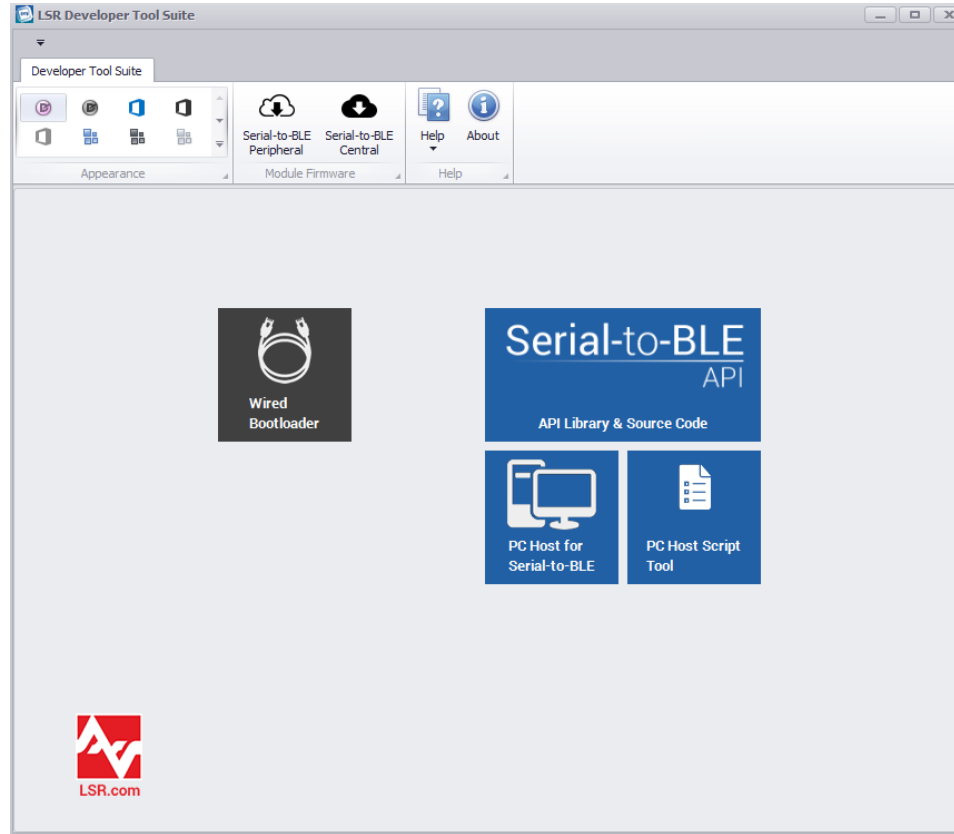 LSR Developer Tool Suite
Developer Tool Suite
Serial-to-BLE
Peripheral
Serial-to-BLE
Central
Help
About
Appearance
Module Firmware
Help
Serial-to-BLE
API
API Library & Source Code
Wired
Bootloader
PC Host for
Serial-to-BLE
PC Host Script
Tool
LSR.com